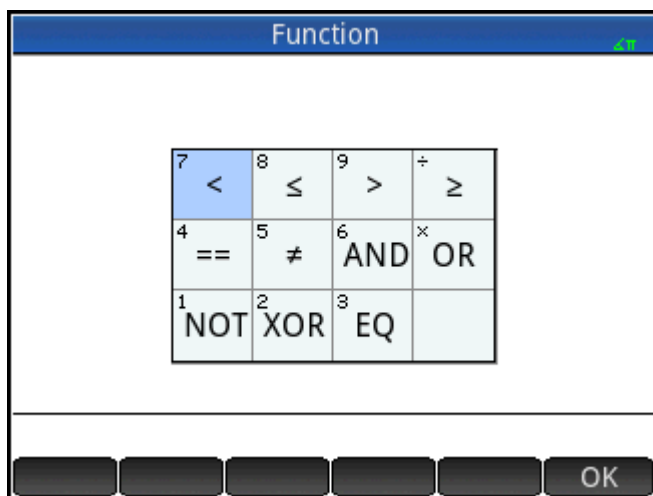 Function
∡π
7 < 8 ≤ 9 > ÷ ≥
4 == 5 ≠ 6 AND × OR
1 NOT 2 XOR 3 EQ
OK